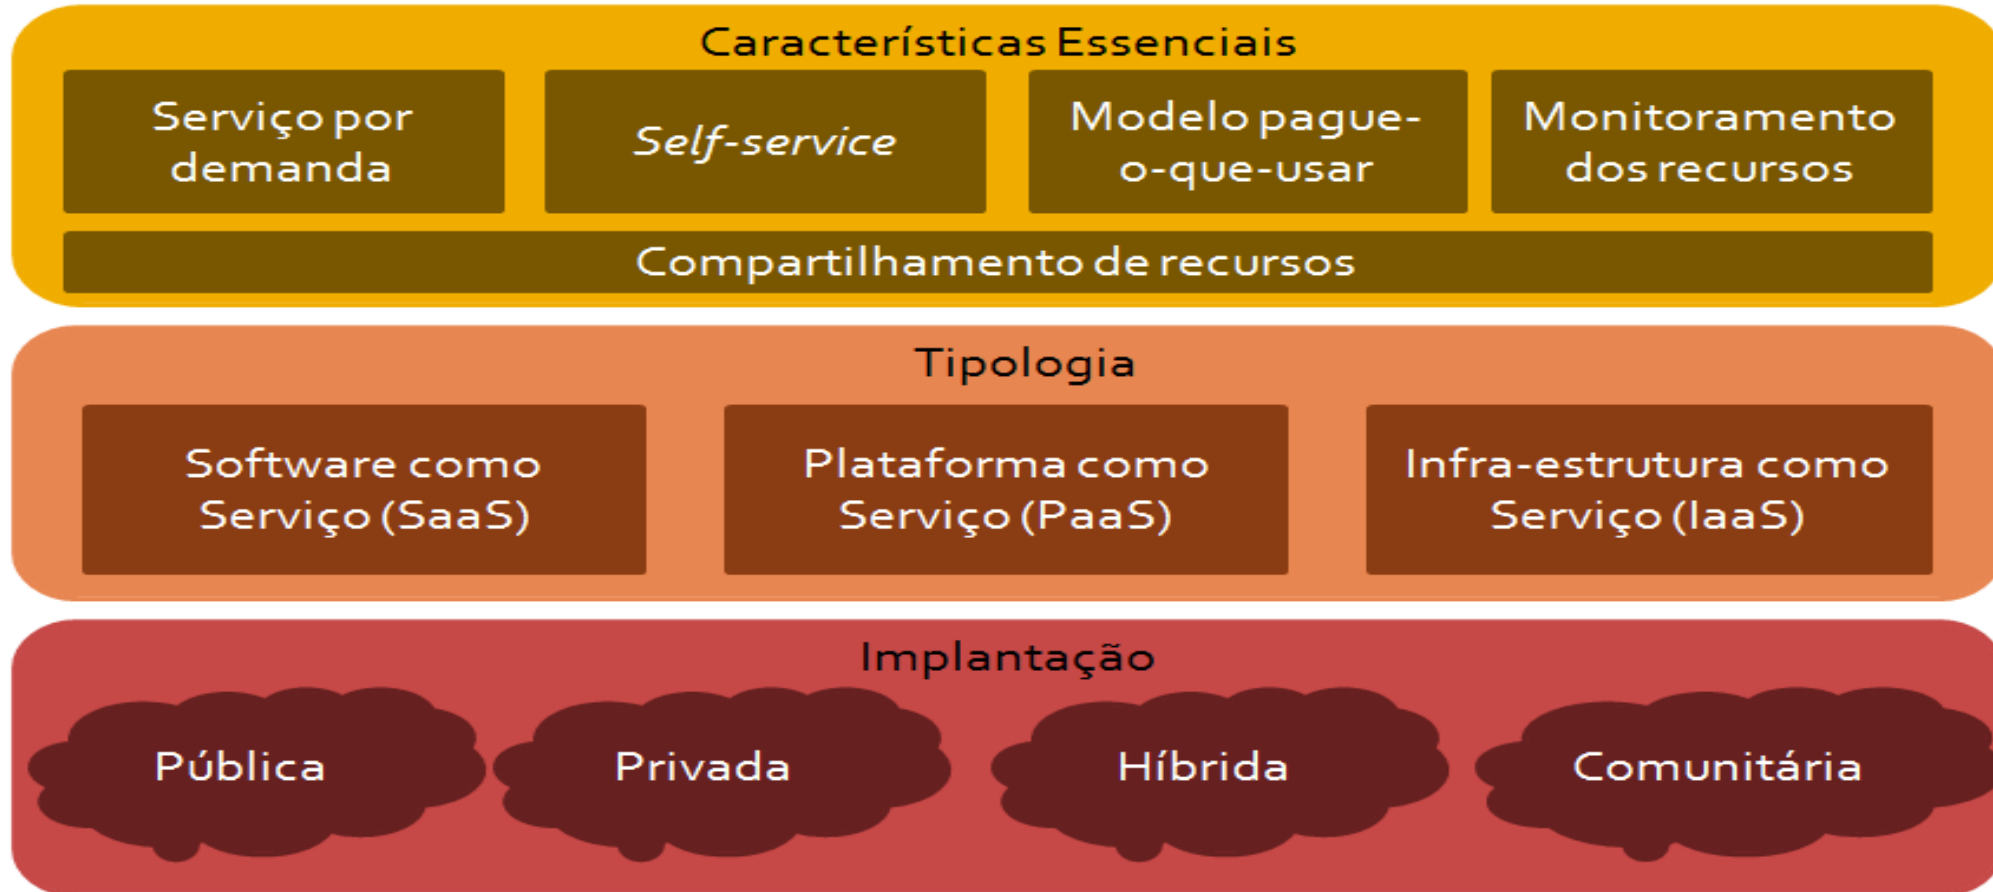 Características Essenciais
Serviço por
demanda
Self-service
Modelo pague-
o-que-usar
Monitoramento
dos recursos
Compartilhamento de recursos
Tipologia
Software como
Serviço (SaaS)
Plataforma como
Serviço (PaaS)
Infra-estrutura como
Serviço (IaaS)
Implantação
Pública
Privada
Híbrida
Comunitária